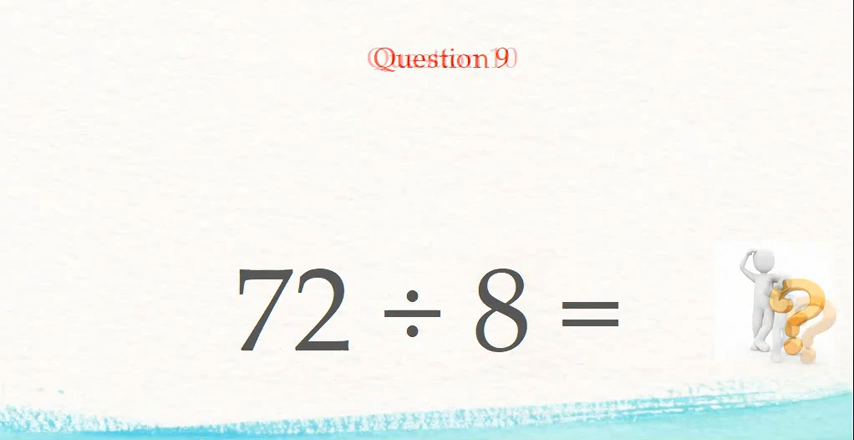 Question 9
72 ÷ 8 =